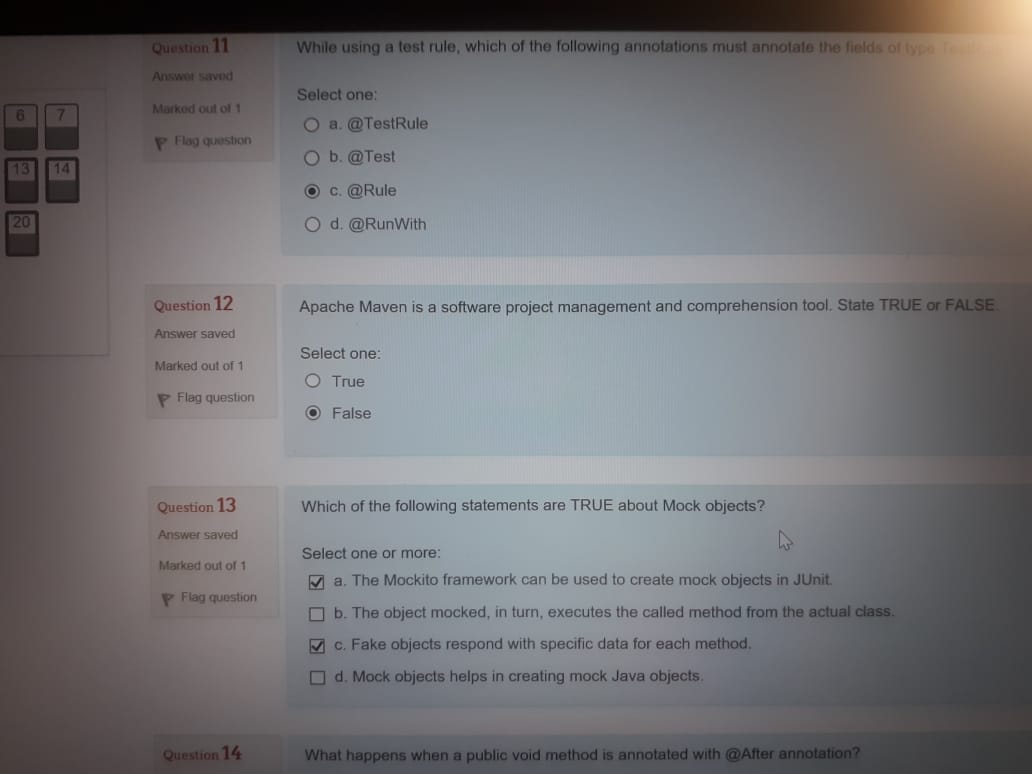 6 7
13 14
20
Question 11
Answer saved
Marked out of 1
Flag question
While using a test rule, which of the following annotations must annotate the fields of type
Select one:
a. @TestRule
b. @Test
c. @Rule
d. @RunWith
Question 12
Answer saved
Marked out of 1
Flag question
Apache Maven is a software project management and comprehension tool. State TRUE or FALSE.
Select one:
True
False
Question 13
Answer saved
Marked out of 1
Flag question
Which of the following statements are TRUE about Mock objects?
Select one or more:
a. The Mockito framework can be used to create mock objects in JUnit.
b. The object mocked, in turn, executes the called method from the actual class.
c. Fake objects respond with specific data for each method.
d. Mock objects helps in creating mock Java objects.
Question 14
What happens when a public void method is annotated with @After annotation?